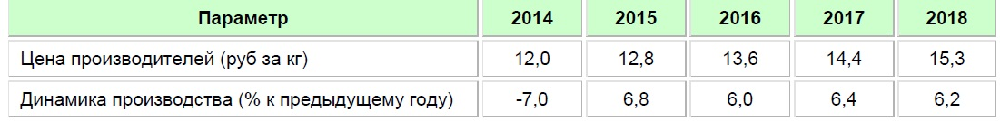 Параметр 2014 2015 2016 2017 2018
Цена производителей (руб за кг) 12,0 12,8 13,6 14,4 15,3
Динамика производства (% к предыдущему году) -7,0 6,8 6,0 6,4 6,2